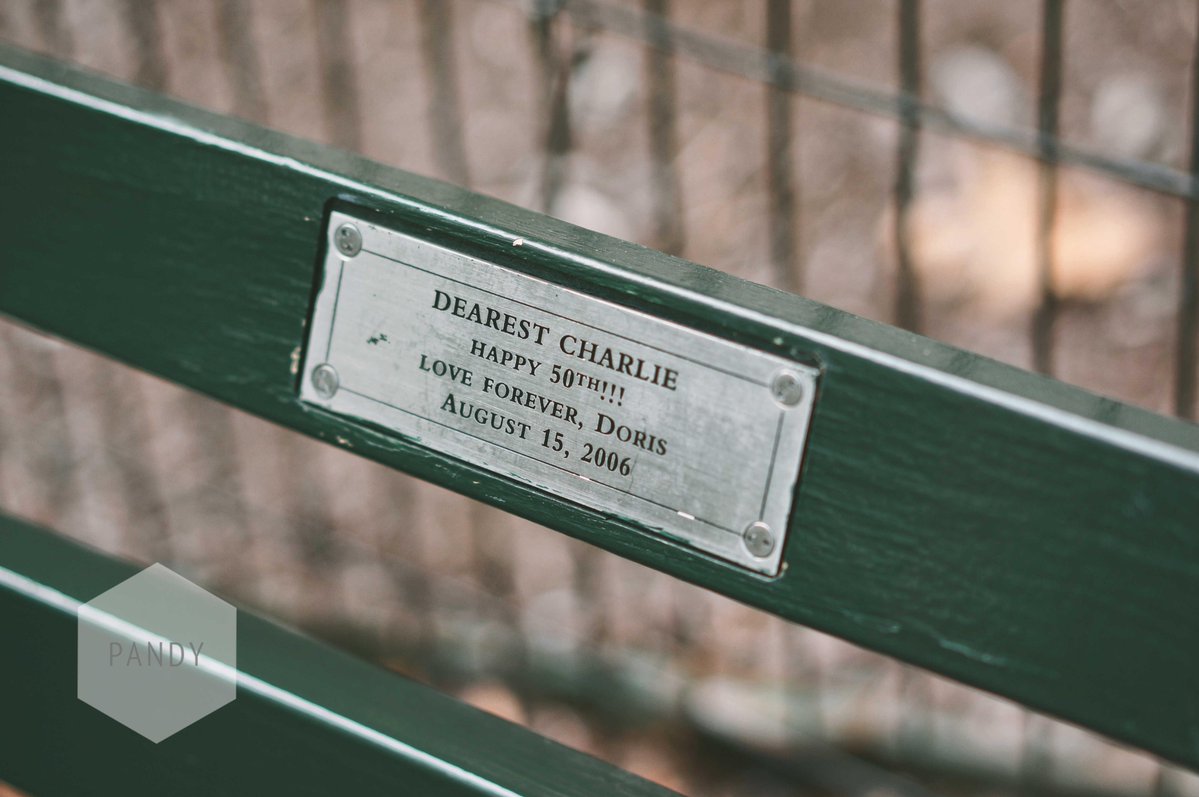 DEAREST CHARLIE
HAPPY 50TH!!!
LOVE FOREVER, DORIS
AUGUST 15, 2006
PANDY